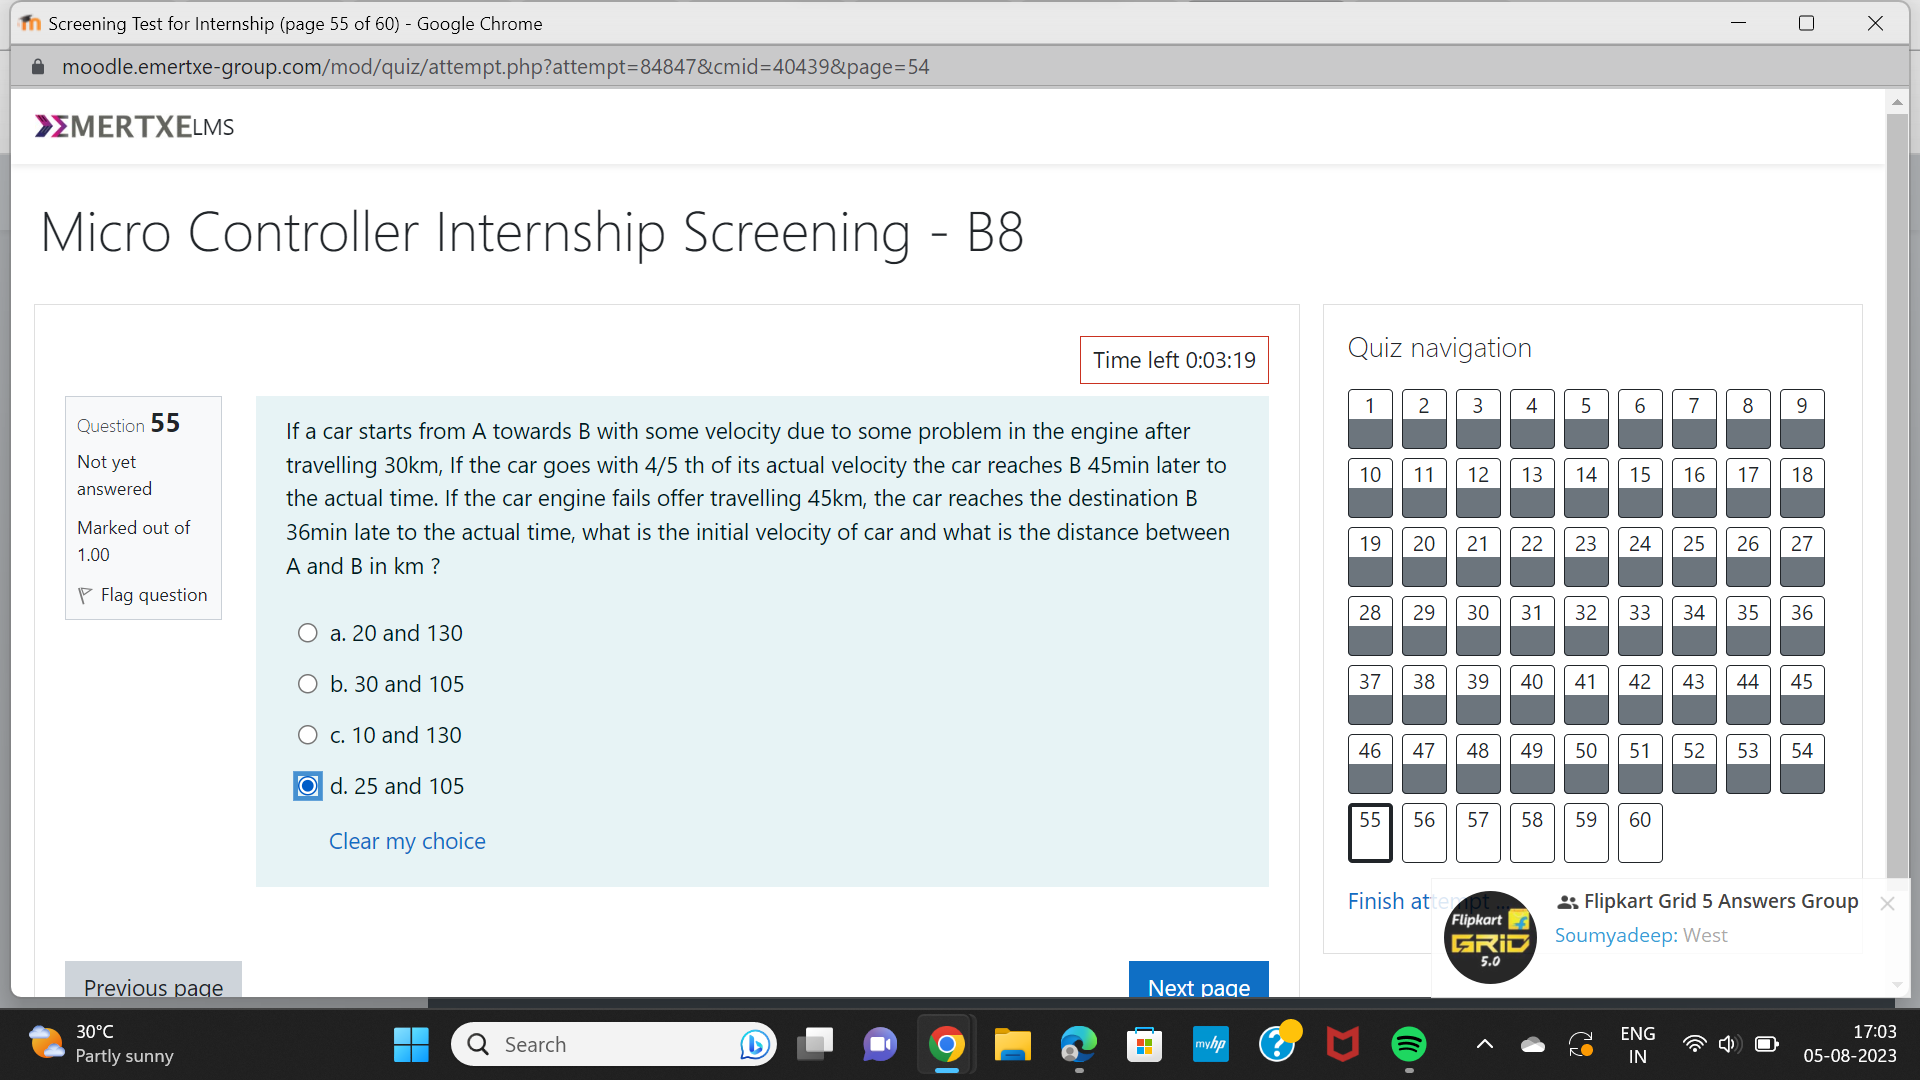 Screening Test for Internship (page 55 of 60) - Google Chrome
moodle.emertxe-group.com/mod/quiz/attempt.php?attempt=84847&cmid=40439&page=54
EMERTXE LMS
Micro Controller Internship Screening - B8
Time left 0:03:19
Question 55
Not yet
answered
Marked out of
1.00
Flag question
If a car starts from A towards B with some velocity due to some problem in the engine after
travelling 30km, If the car goes with 4/5 th of its actual velocity the car reaches B 45min later to
the actual time. If the car engine fails offer travelling 45km, the car reaches the destination B
36min late to the actual time, what is the initial velocity of car and what is the distance between
A and B in km ?
a. 20 and 130
b. 30 and 105
c. 10 and 130
d. 25 and 105
Clear my choice
Previous page
Next page
Quiz navigation
1 2 3 4 5 6 7 8 9
10 11 12 13 14 15 16 17 18
19 20 21 22 23 24 25 26 27
28 29 30 31 32 33 34 35 36
37 38 39 40 41 42 43 44 45
46 47 48 49 50 51 52 53 54
55 56 57 58 59 60
Finish attempt ...
Flipkart
GRiD
5.0
Flipkart Grid 5 Answers Group
Soumyadeep: West
30°C
Partly sunny
Search
myhp
ENG
IN
17:03
05-08-2023